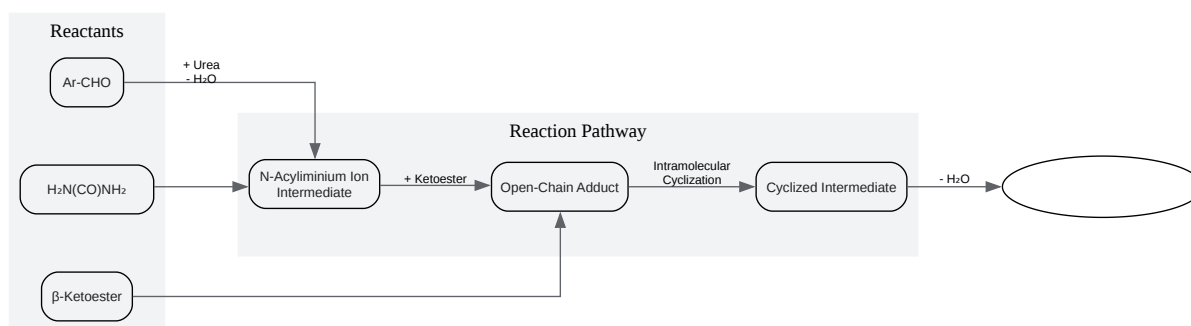 Reactants
Ar-CHO
+ Urea
- H₂O
Reaction Pathway
H₂N(CO)NH₂
N-Acyliminium Ion
Intermediate
+ Ketoester
Open-Chain Adduct
Intramolecular
Cyclization
Cyclized Intermediate
- H₂O
β-Ketoester